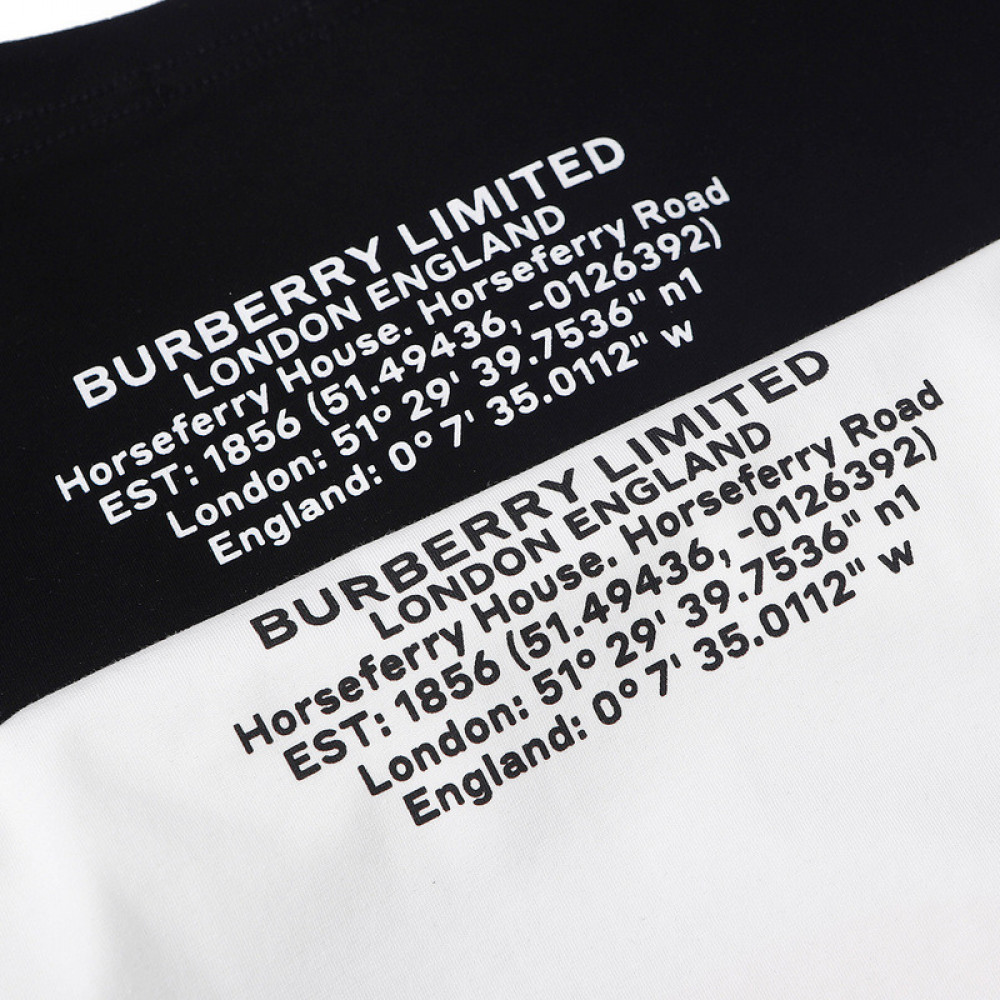 BURBERRY LIMITED
LONDON ENGLAND
Horseferry House. Horseferry Road
EST: 1856 (51.49436, -0126392)
London: 51° 29' 39.7536" n1
England: 0° 7' 35.0112" w
BURBERRY LIMITED
LONDON ENGLAND
Horseferry House. Horseferry Road
EST: 1856 (51.49436, -0126392)
London: 51° 29' 39.7536" n1
England: 0° 7' 35.0112" w